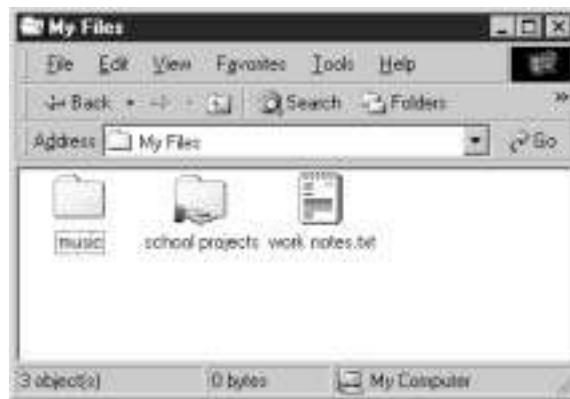 My Files
File Edit View Favorites Tools Help
Back Search Folders »
Address My Files Go
music school projects work notes.txt
3 object(s) 0 bytes My Computer